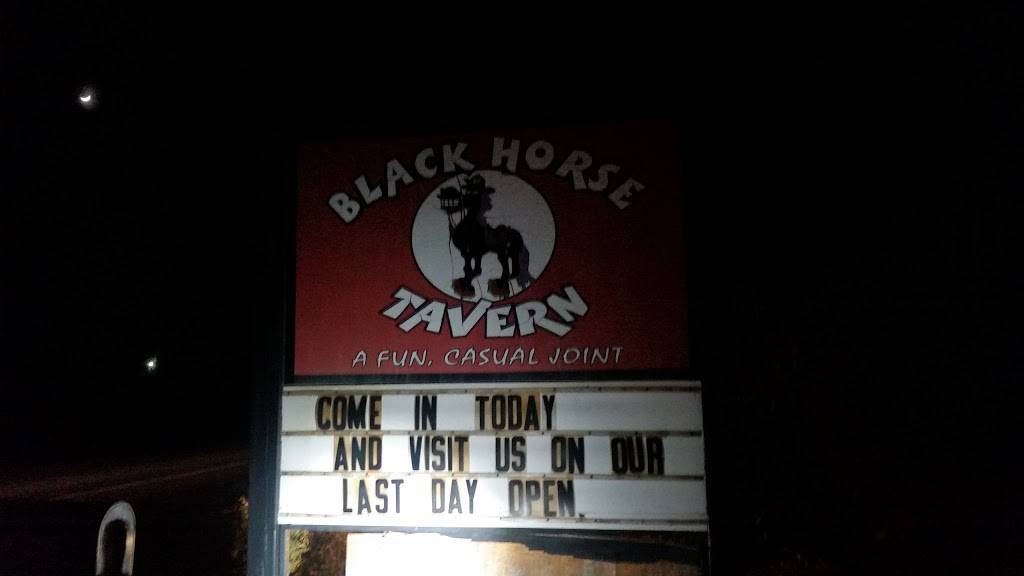 BLACK HORSE
TAVERN
A FUN, CASUAL JOINT
COME IN TODAY
AND VISIT US ON OUR
LAST DAY OPEN